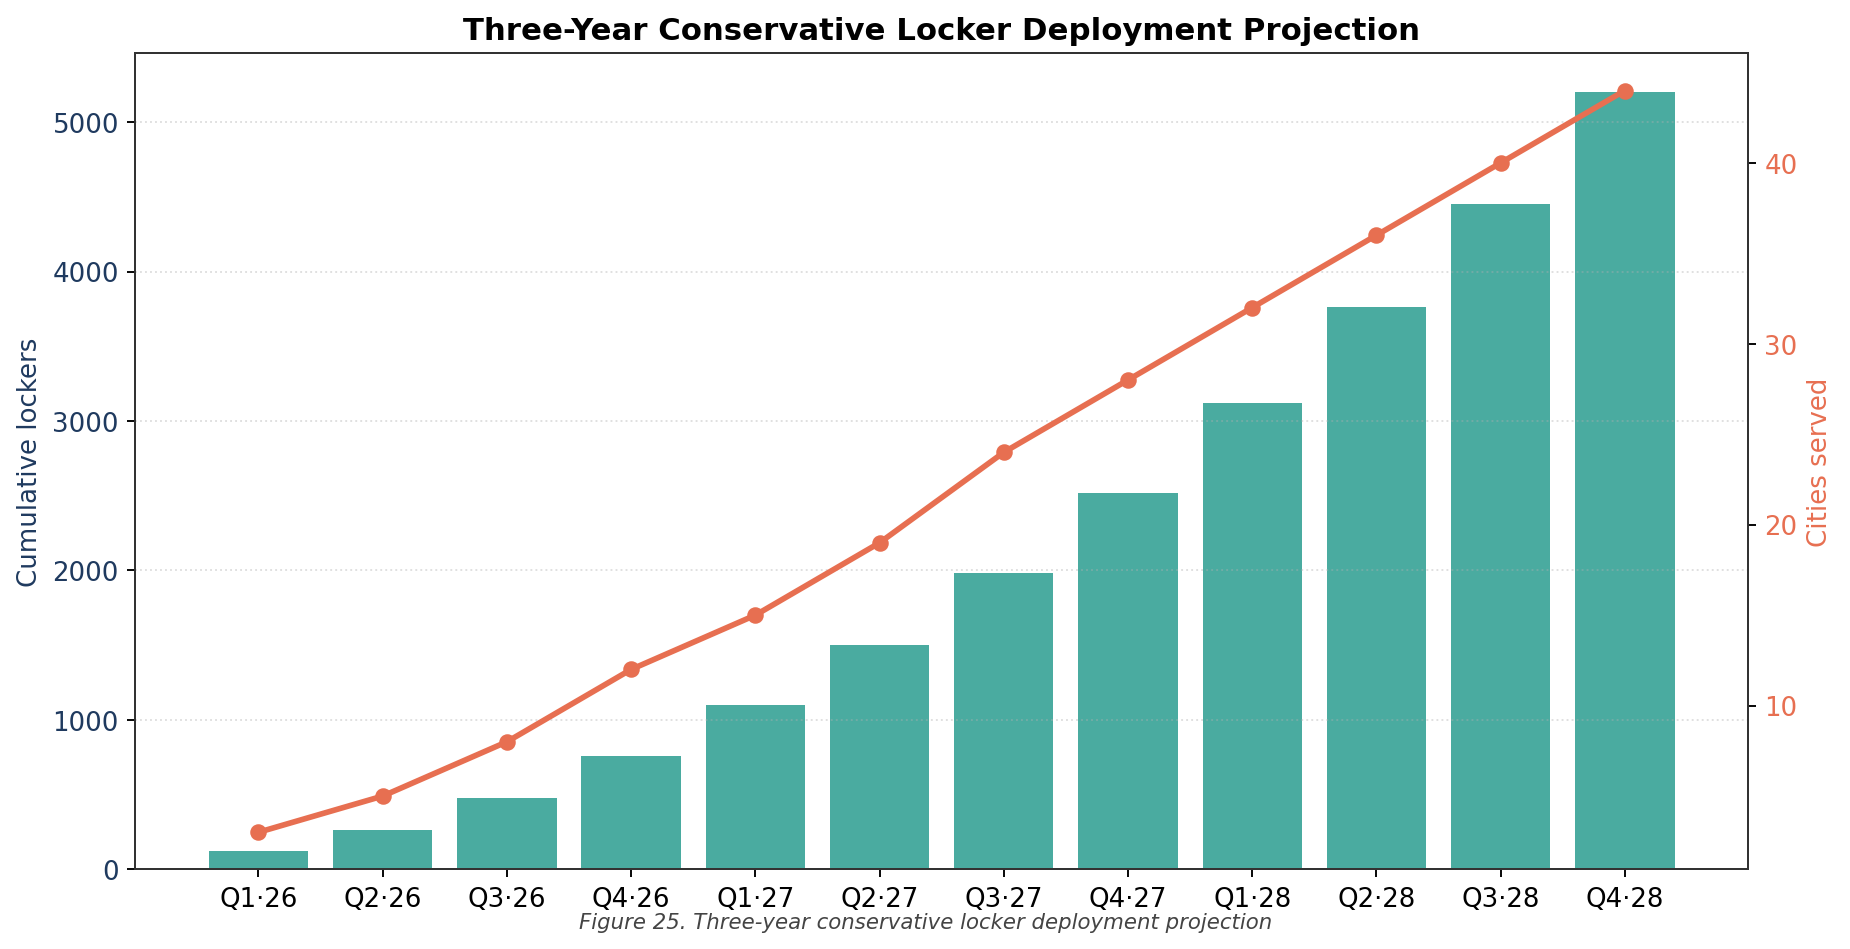 Three-Year Conservative Locker Deployment Projection
Cumulative lockers
5000
4000
3000
2000
1000
0
Cities served
40
30
20
10
Q1·26 Q2·26 Q3·26 Q4·26 Q1·27 Q2·27 Q3·27 Q4·27 Q1·28 Q2·28 Q3·28 Q4·28
Figure 25. Three-year conservative locker deployment projection